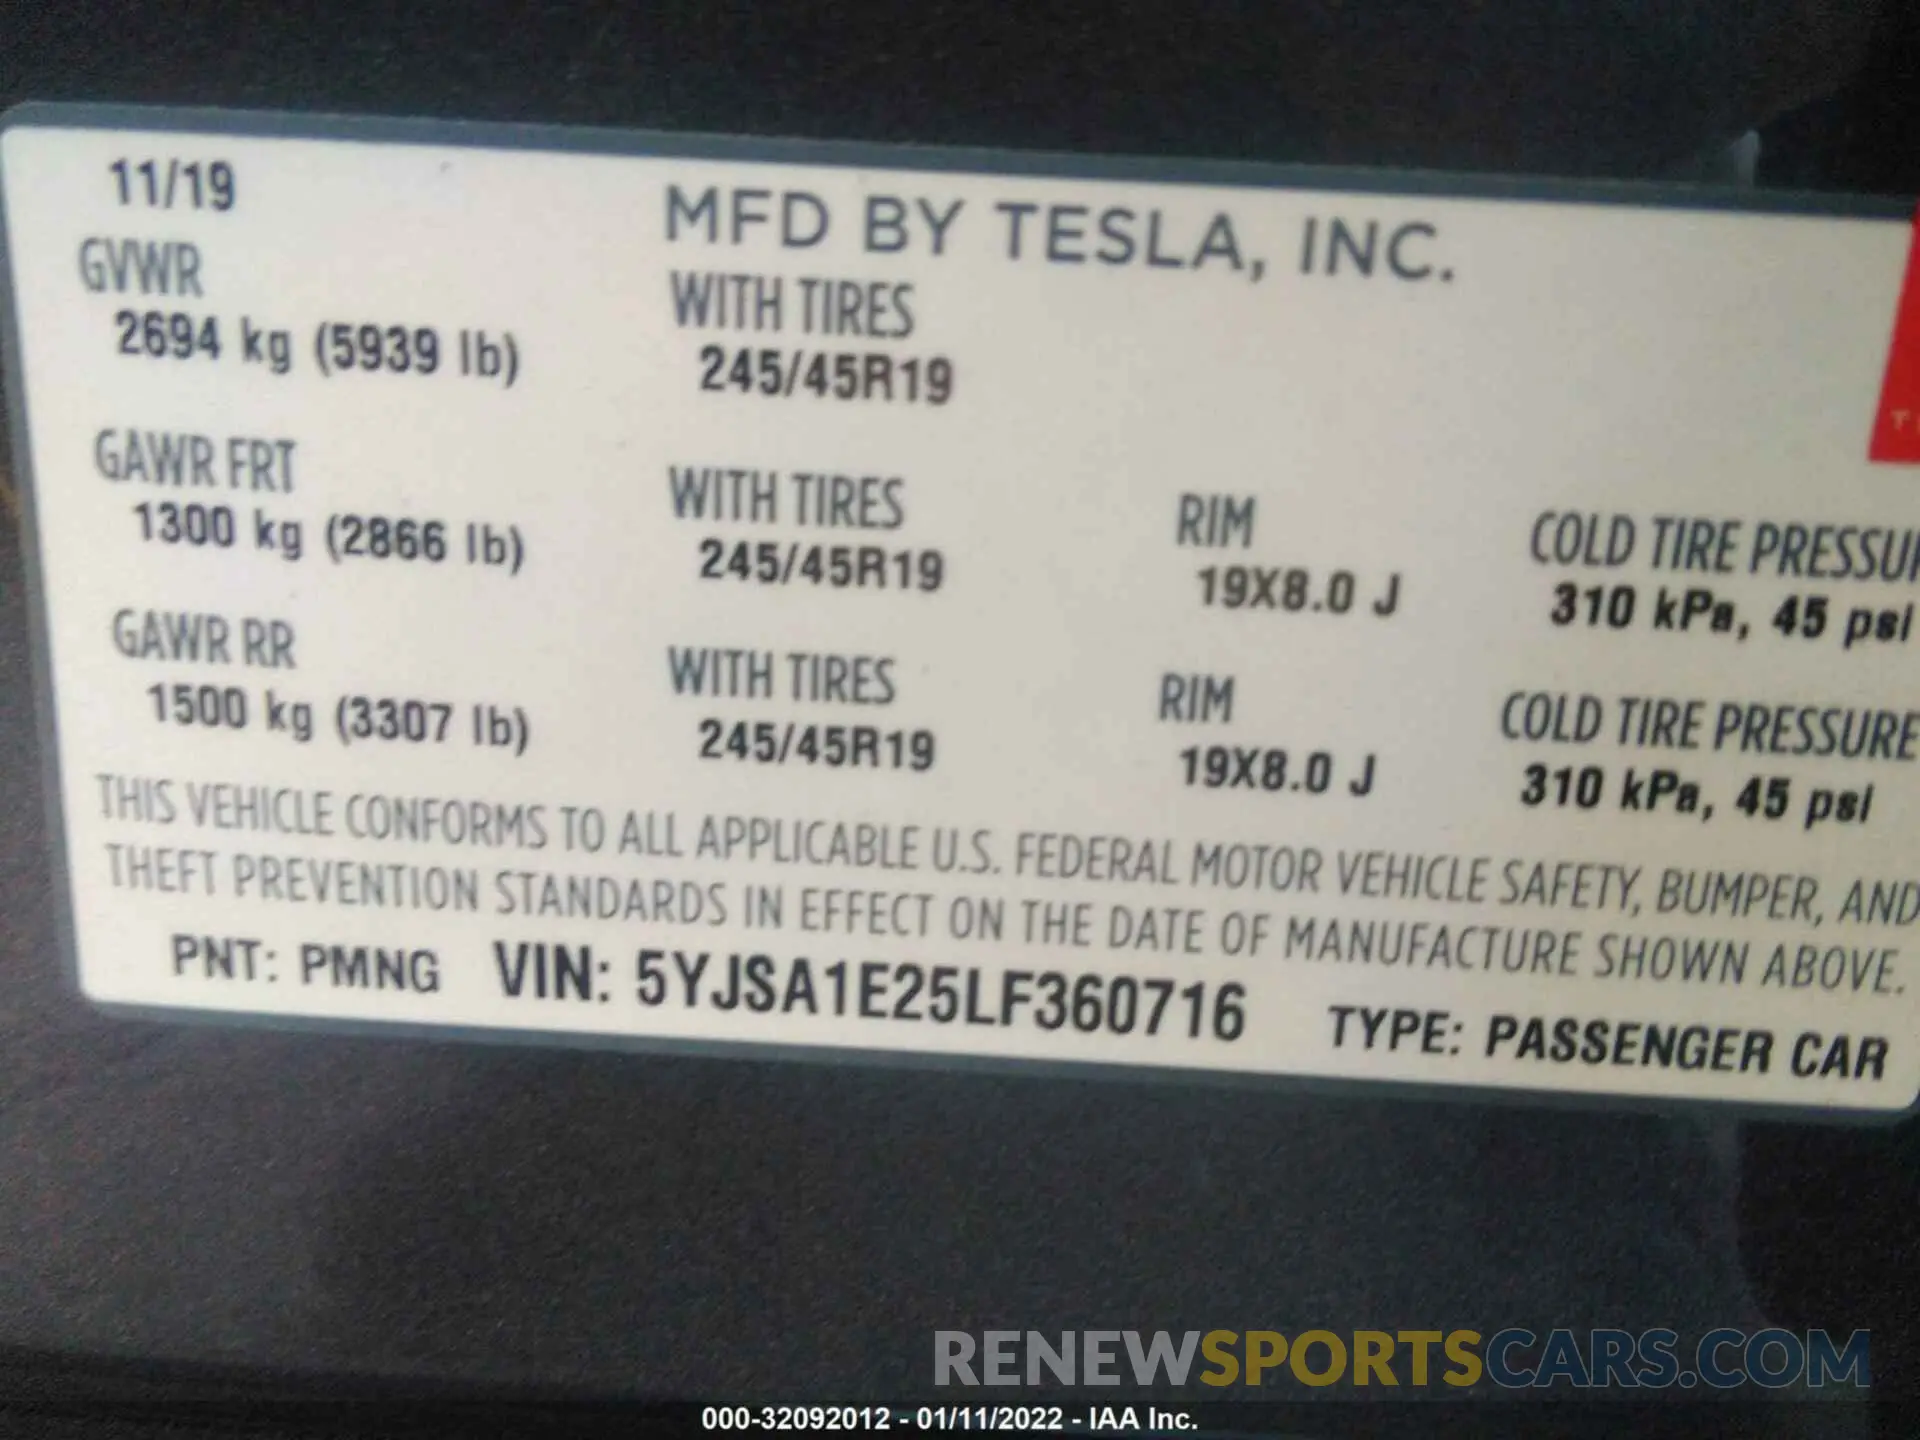 11/19
MFD BY TESLA, INC.
GVWR
WITH TIRES
2694 kg (5939 lb)
245/45R19
GAWR FRT
WITH TIRES
RIM
COLD TIRE
1300 kg (2866 lb)
245/45R19
19X8.0 J
310 kPa, 45 psi
GAWR RR
WITH TIRES
RIM
COLD TIRE PRESSURE
1500 kg (3307 lb)
245/45R19
19X8.0 J
310 kPa, 45 psi
THIS VEHICLE CONFORMS TO ALL APPLICABLE U.S. FEDERAL MOTOR VEHICLE SAFETY, BUMPER, AND
THEFT PREVENTION STANDARDS IN EFFECT ON THE DATE OF MANUFACTURE SHOWN ABOVE.
PNT: PMNG VIN: 5YJSA1E25LF360716 TYPE: PASSENGER CAR
RENEWSPORTSCARS.COM
000-32092012 - 01/11/2022 - IAA Inc.